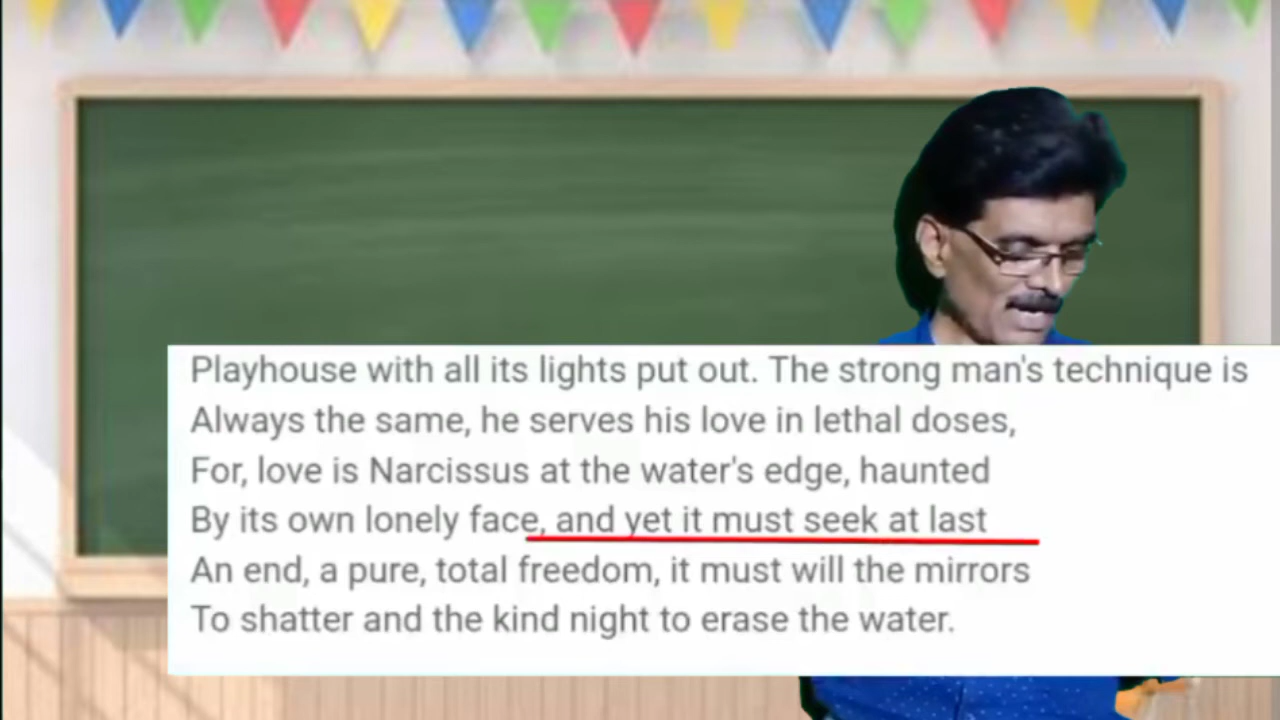 Playhouse with all its lights put out. The strong man's technique is
Always the same, he serves his love in lethal doses,
For, love is Narcissus at the water's edge, haunted
By its own lonely face, and yet it must seek at last
An end, a pure, total freedom, it must will the mirrors
To shatter and the kind night to erase the water.